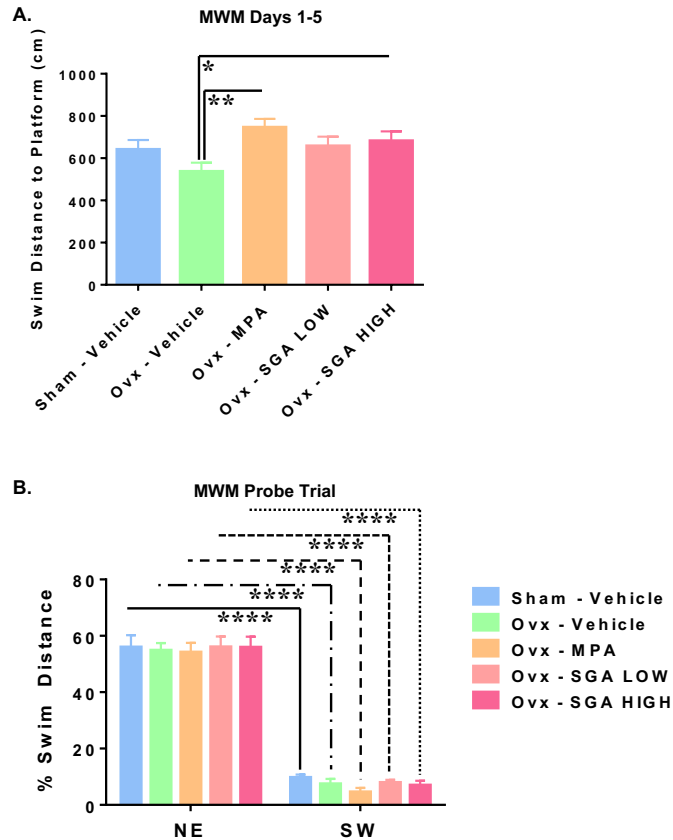 A.
MWM Days 1-5
Swim Distance to Platform (cm)
1000
800
600
400
200
0
*
**
Sham - Vehicle
Ovx - Vehicle
Ovx - MPA
Ovx - SGA LOW
Ovx - SGA HIGH
B.
MWM Probe Trial
% Swim Distance
80
60
40
20
0
****
****
****
****
****
NE
SW
Sham - Vehicle
Ovx - Vehicle
Ovx - MPA
Ovx - SGA LOW
Ovx - SGA HIGH